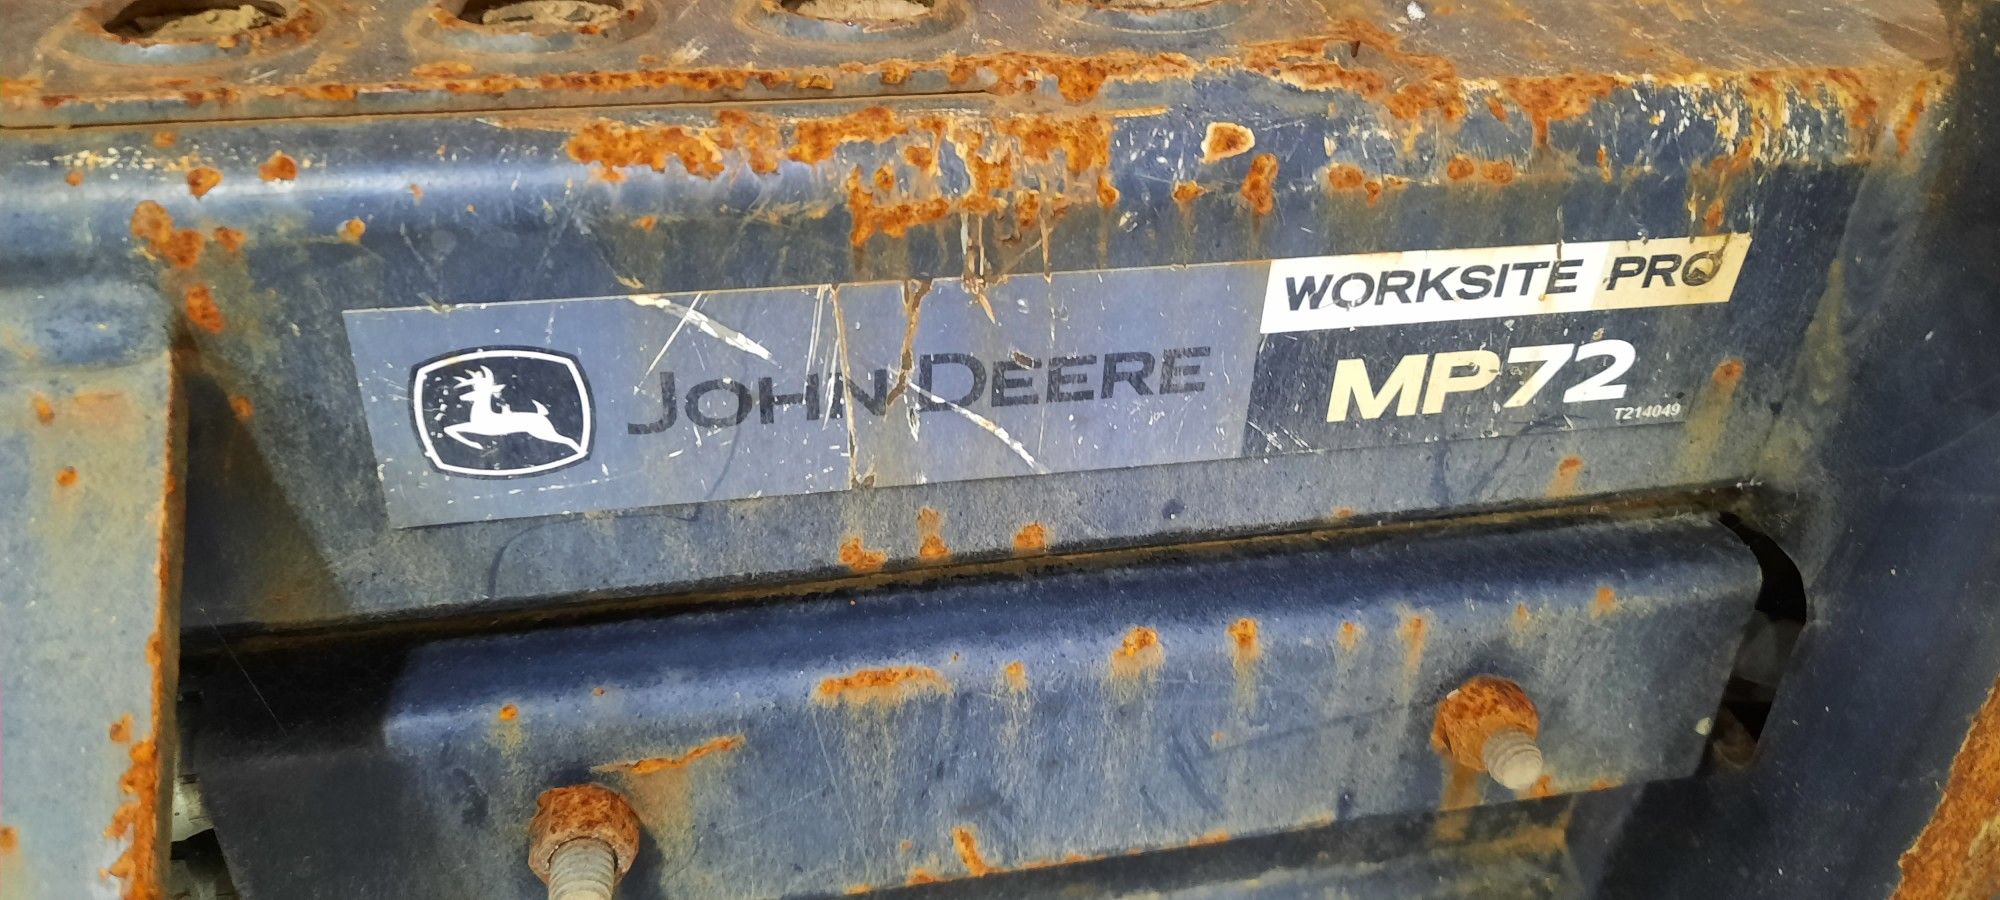 JOHN DEERE
WORKSITE PRO
MP72
T214049